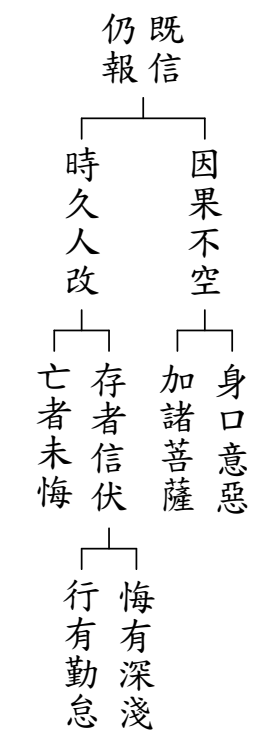 既信
仍報
因果不空
時久人改
身口意惡
加諸菩薩
存者信伏
亡者未悔
悔有深淺
行有勤怠